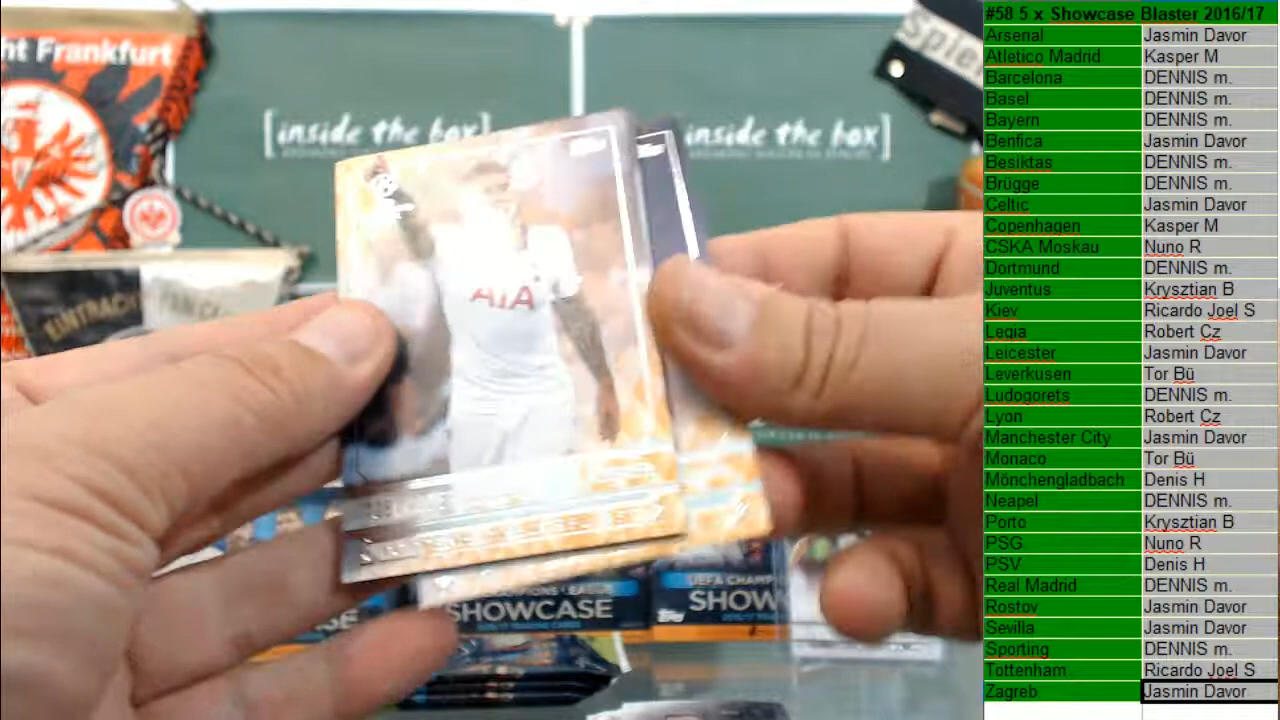 ht Frankfurt
[inside the box]
inside the box]
Spiel
EINTRACHT
AIA
topps
SHOWCASE
UEFA CHAMP
SHOW
topps
#58 5 x Showcase Blaster 2016/17
Arsenal Jasmin Davor
Atletico Madrid Kasper M
Barcelona DENNIS m.
Basel DENNIS m.
Bayern DENNIS m.
Benfica Jasmin Davor
Besiktas DENNIS m.
Brügge DENNIS m.
Celtic Jasmin Davor
Copenhagen Kasper M
CSKA Moskau Nuno R
Dortmund DENNIS m.
Juventus Krysztian B
Kiev Ricardo Joel S
Legia Robert Cz
Leicester Jasmin Davor
Leverkusen Tor Bü
Ludogorets DENNIS m.
Lyon Robert Cz
Manchester City Jasmin Davor
Monaco Tor Bü
Mönchengladbach Denis H
Neapel DENNIS m.
Porto Krysztian B
PSG Nuno R
PSV Denis H
Real Madrid DENNIS m.
Rostov Jasmin Davor
Sevilla Jasmin Davor
Sporting DENNIS m.
Tottenham Ricardo Joel S
Zagreb Jasmin Davor